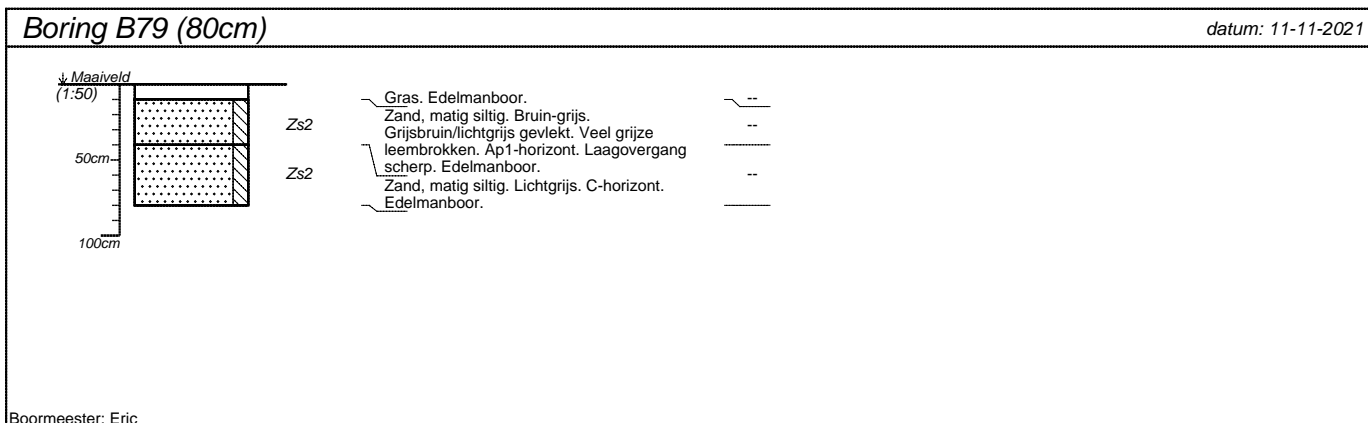 Boring B79 (80cm)
datum: 11-11-2021
Maaiveld
(1:50)
50cm
100cm
Zs2
Zs2
Gras. Edelmanboor.
Zand, matig siltig. Bruin-grijs.
Grijsbruin/lichtgrijs gevlekt. Veel grijze
leembrokken. Ap1-horizont. Laagovergang
scherp. Edelmanboor.
Zand, matig siltig. Lichtgrijs. C-horizont.
Edelmanboor.
--
--
--
Boormeester: Eric